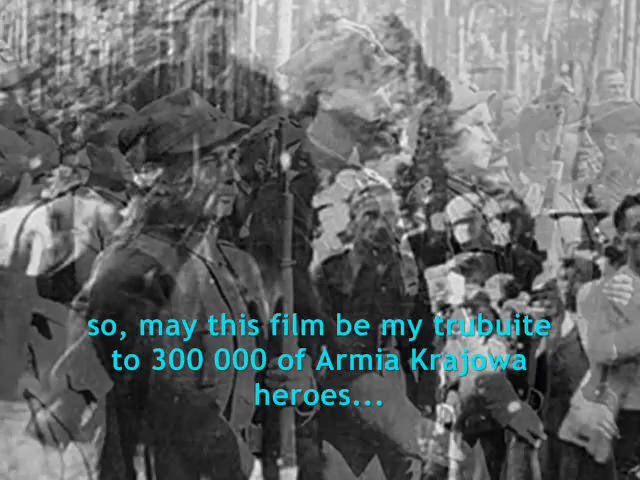 so, may this film be my trubuite
to 300 000 of Armia Krajowa
heroes...